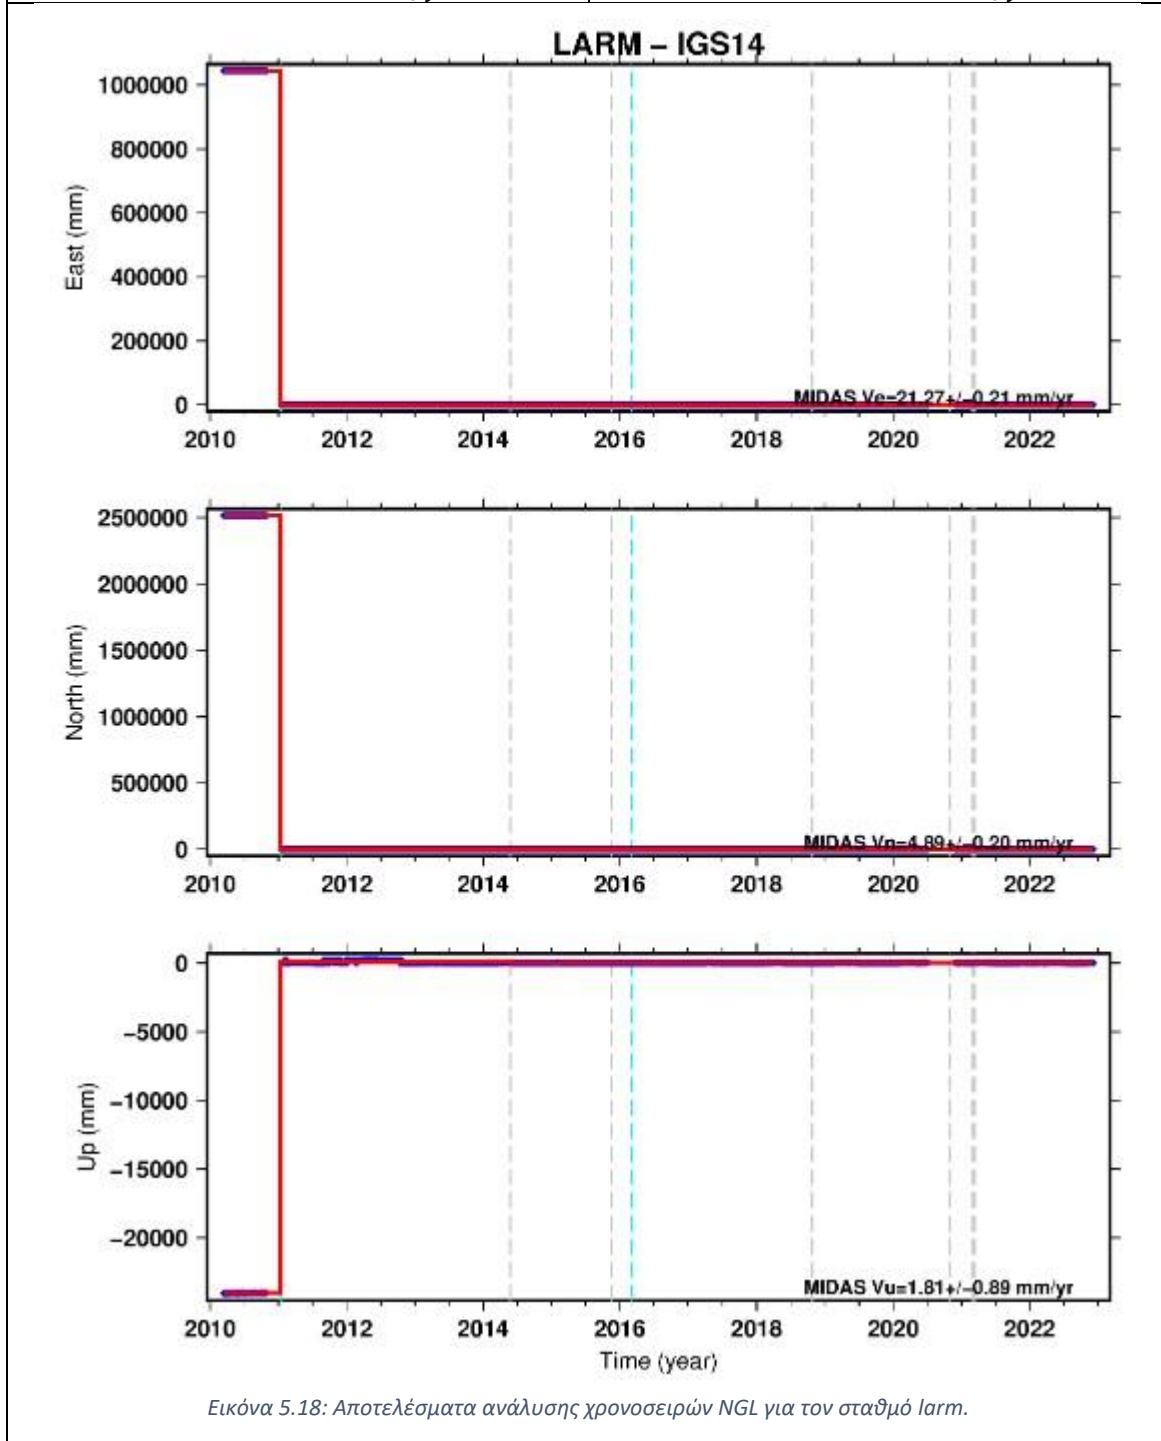 LARM – IGS14
1000000
800000
600000
400000
200000
0
East (mm)
MIDAS Ve=21.27+/−0.21 mm/yr
2010 2012 2014 2016 2018 2020 2022
2500000
2000000
1500000
1000000
500000
0
North (mm)
MIDAS Vn=4.89+/−0.20 mm/yr
2010 2012 2014 2016 2018 2020 2022
0
−5000
−10000
−15000
−20000
Up (mm)
MIDAS Vu=1.81+/−0.89 mm/yr
2010 2012 2014 2016 2018 2020 2022
Time (year)
Εικόνα 5.18: Αποτελέσματα ανάλυσης χρονοσειρών NGL για τον σταθμό larm.